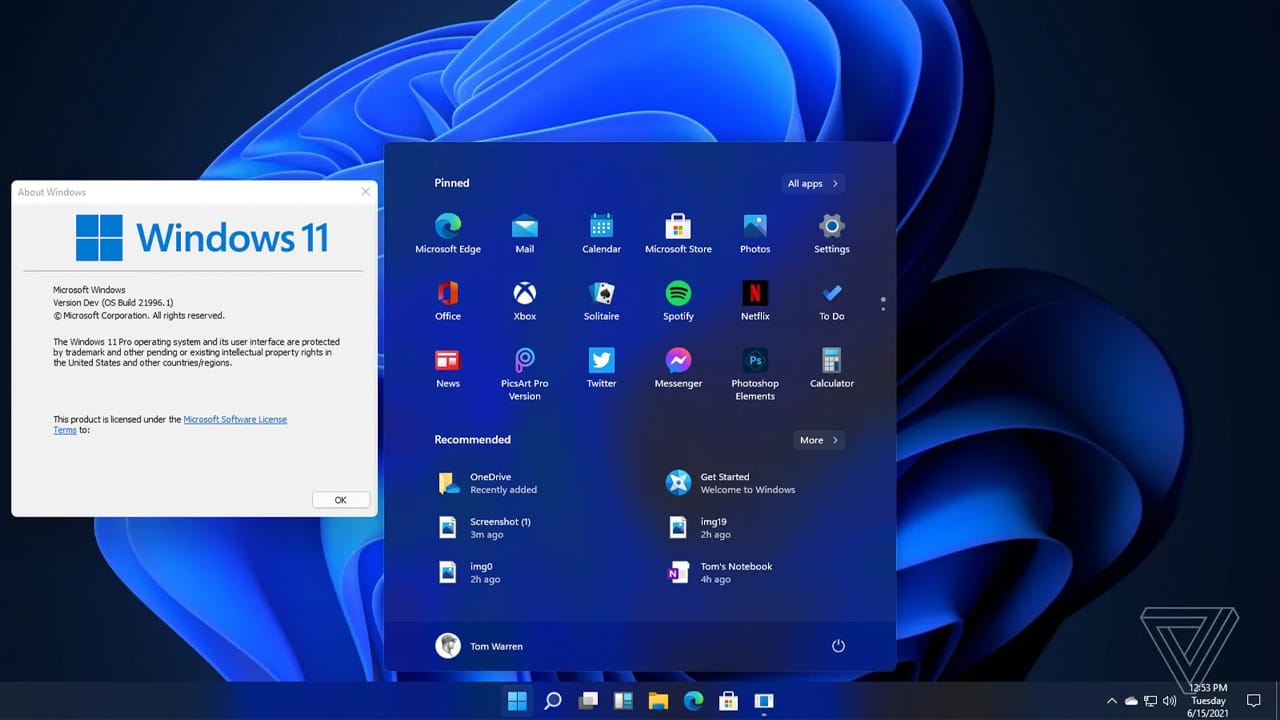 About Windows
Windows 11
Microsoft Windows
Version Dev (OS Build 21996.1)
© Microsoft Corporation. All rights reserved.
The Windows 11 Pro operating system and its user interface are protected
by trademark and other pending or existing intellectual property rights in
the United States and other countries/regions.
This product is licensed under the Microsoft Software License
Terms to:
OK
Pinned
All apps
Microsoft Edge
Mail
Calendar
Microsoft Store
Photos
Settings
Office
Xbox
Solitaire
Spotify
Netflix
To Do
News
PicsArt Pro
Version
Twitter
Messenger
Ps
Photoshop
Elements
Calculator
Recommended
More
OneDrive
Recently added
Get Started
Welcome to Windows
Screenshot (1)
3m ago
img19
2h ago
img0
2h ago
N
Tom's Notebook
4h ago
Tom Warren
12:53 PM
Tuesday
6/15/2021